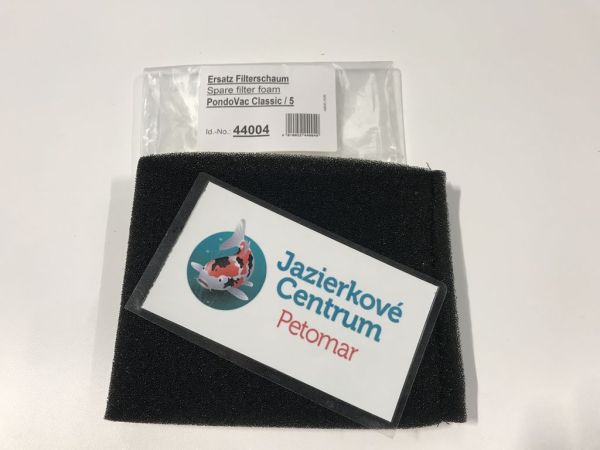 Ersatz Filterschaum
Spare filter foam
PondoVac Classic / 5
Id.-No.: 44004
Jazierkové
Centrum
Petomar